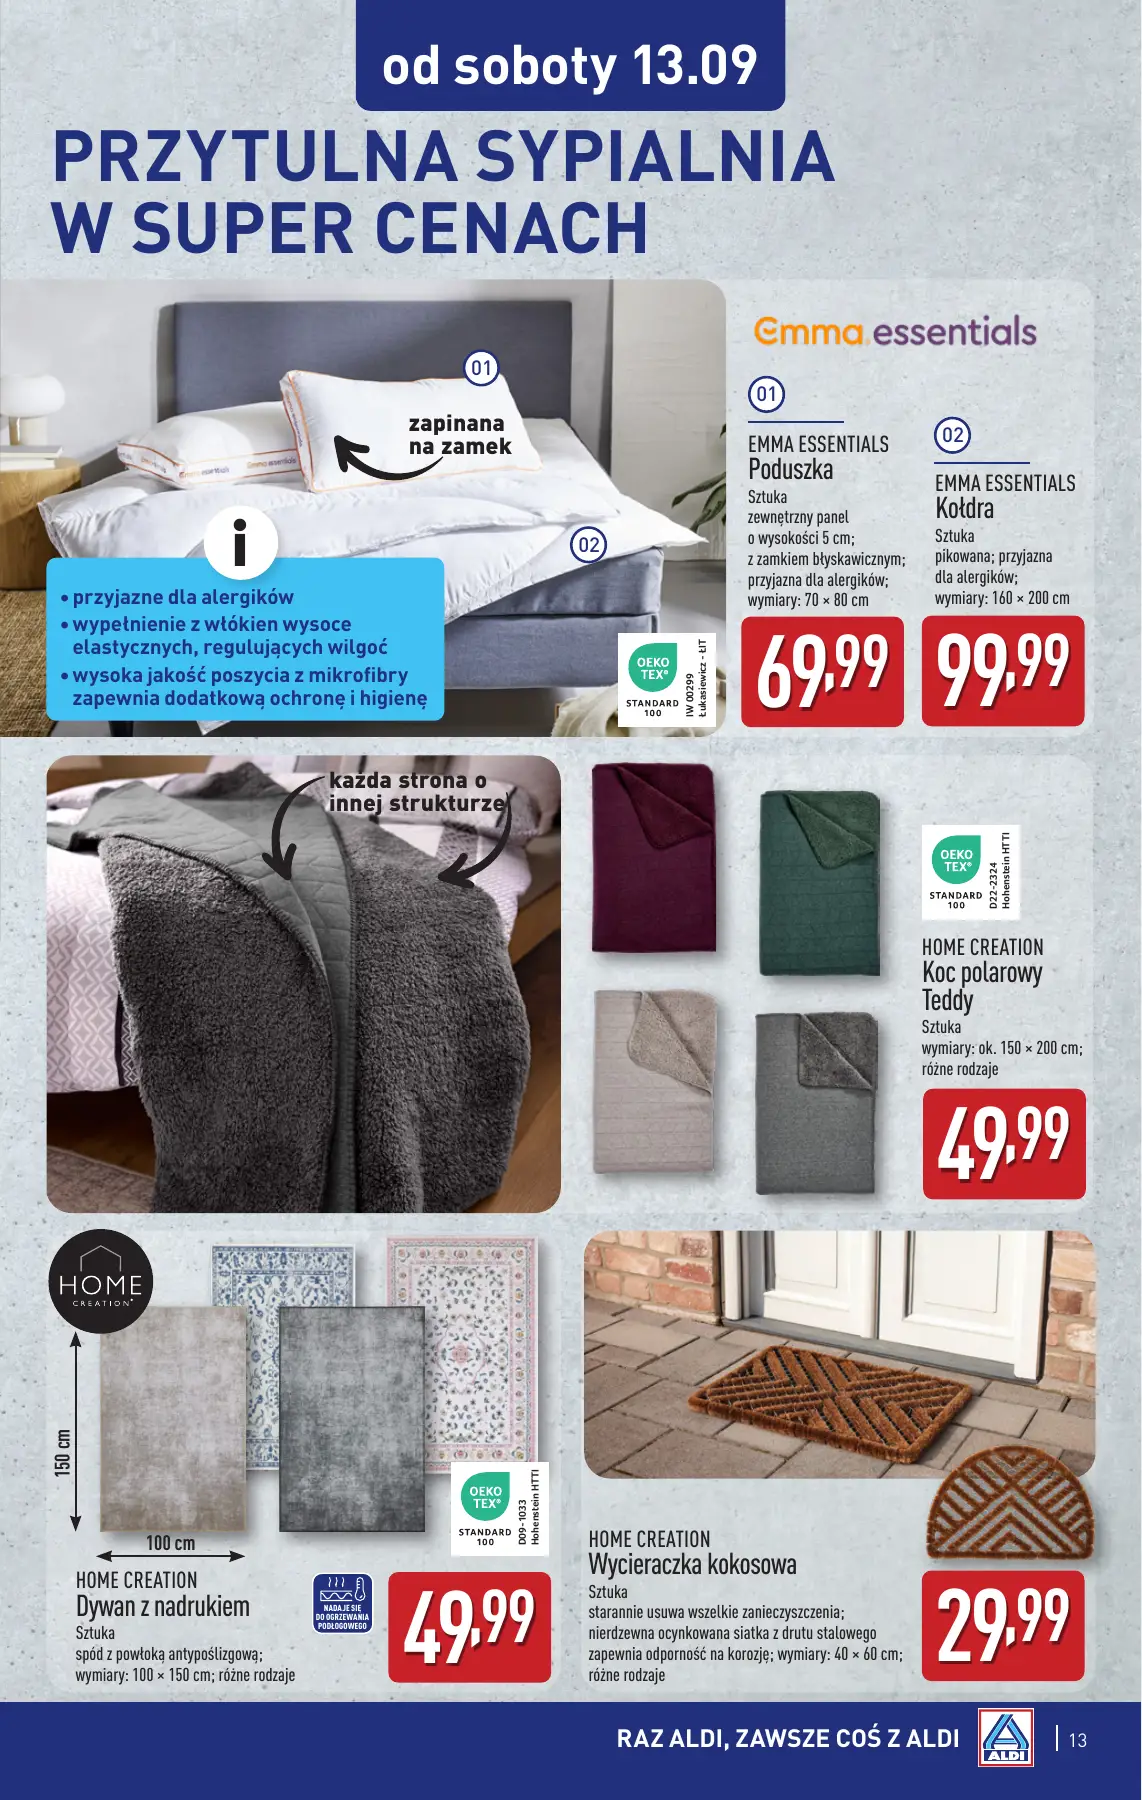 od soboty 13.09
PRZYTULNA SYPIALNIA
W SUPER CENACH
01
zapinana
na zamek
02
i
• przyjazne dla alergików
• wypełnienie z włókien wysoce
elastycznych, regulujących wilgoć
• wysoka jakość poszycia z mikrofibry
zapewnia dodatkową ochronę i higienę
OEKO
TEX®
STANDARD
100
IW 00299
Łukasiewicz - ŁIT
Emma essentials
01
EMMA ESSENTIALS
Poduszka
Sztuka
zewnętrzny panel
o wysokości 5 cm;
z zamkiem błyskawicznym;
przyjazna dla alergików;
wymiary: 70 × 80 cm
69,99
02
EMMA ESSENTIALS
Kołdra
Sztuka
pikowana; przyjazna
dla alergików;
wymiary: 160 × 200 cm
99,99
każda strona o
innej strukturze
OEKO
TEX®
STANDARD
100
D22-2324
Hohenstein HTTI
HOME CREATION
Koc polarowy
Teddy
Sztuka
wymiary: ok. 150 × 200 cm;
różne rodzaje
49,99
HOME
CREATION®
150 cm
100 cm
OEKO
TEX®
STANDARD
100
D09-1033
Hohenstein HTTI
HOME CREATION
Dywan z nadrukiem
Sztuka
spód z powłoką antypoślizgową;
wymiary: 100 × 150 cm; różne rodzaje
NADAJE SIĘ
DO OGRZEWANIA
PODŁOGOWEGO
49,99
HOME CREATION
Wycieraczka kokosowa
Sztuka
starannie usuwa wszelkie zanieczyszczenia;
nierdzewna ocynkowana siatka z drutu stalowego
zapewnia odporność na korozję; wymiary: 40 × 60 cm;
różne rodzaje
29,99
RAZ ALDI, ZAWSZE COŚ Z ALDI
ALDI
13